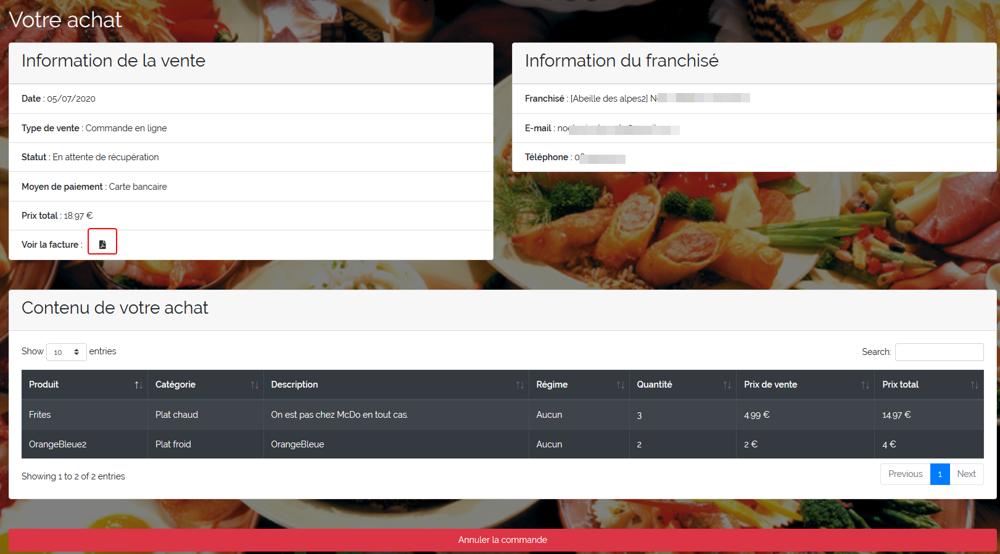 Votre achat
Information de la vente
Date : 05/07/2020
Type de vente : Commande en ligne
Statut : En attente de récupération
Moyen de paiement : Carte bancaire
Prix total : 18.97 €
Voir la facture :
Information du franchisé
Franchisé : [Abeille des alpes2]
E-mail :
Téléphone :
Contenu de votre achat
Show 10 entries
Search:
Produit Catégorie Description Régime Quantité Prix de vente Prix total
Frites Plat chaud On est pas chez McDo en tout cas. Aucun 3 4.99 € 14.97 €
OrangeBleue2 Plat froid OrangeBleue Aucun 2 2 € 4 €
Showing 1 to 2 of 2 entries
Previous 1 Next
Annuler la commande